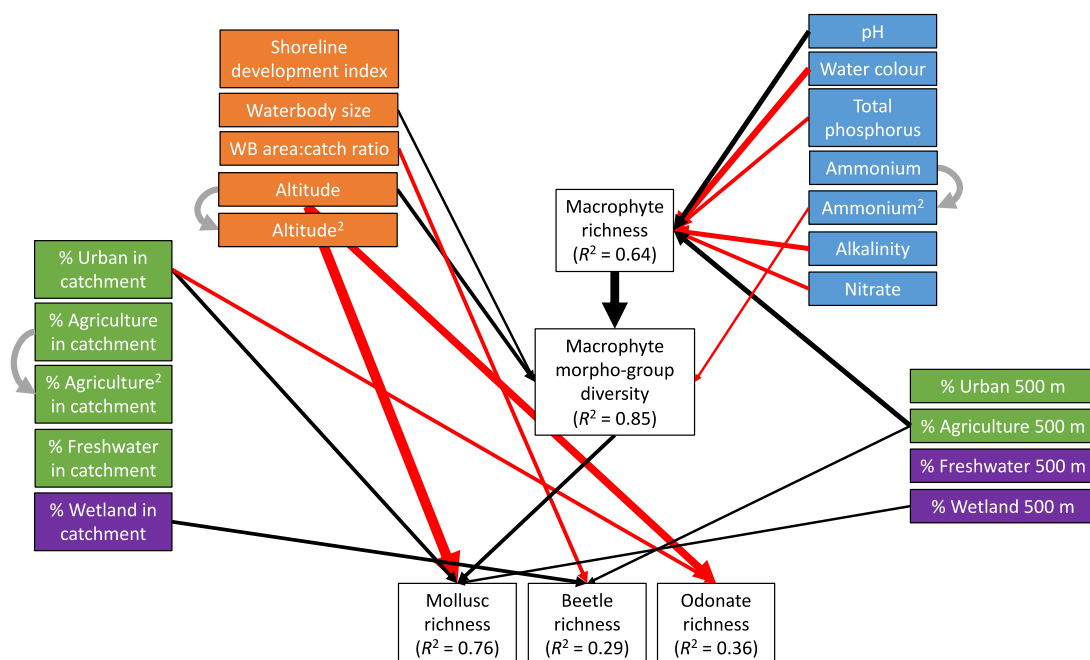 Shoreline
development index
Waterbody size
WB area:catch ratio
Altitude
Altitude²
pH
Water colour
Total
phosphorus
Ammonium
Ammonium²
Alkalinity
Nitrate
Macrophyte
richness
(R² = 0.64)
% Urban in
catchment
% Agriculture
in catchment
% Agriculture²
in catchment
% Freshwater
in catchment
% Wetland in
catchment
Macrophyte
morpho-group
diversity
(R² = 0.85)
% Urban 500 m
% Agriculture 500 m
% Freshwater 500 m
% Wetland 500 m
Mollusc
richness
(R² = 0.76)
Beetle
richness
(R² = 0.29)
Odonate
richness
(R² = 0.36)